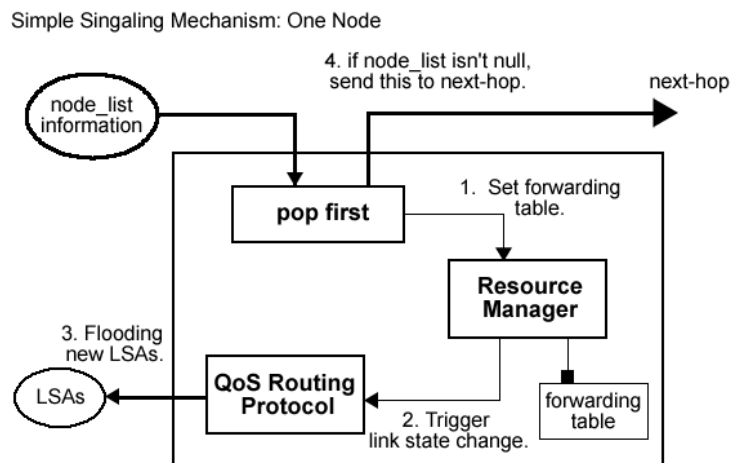 Simple Singaling Mechanism: One Node
4. if node_list isn't null,
send this to next-hop.
next-hop
node_list
information
pop first
1. Set forwarding
table.
Resource
Manager
3. Flooding
new LSAs.
LSAs
QoS Routing
Protocol
2. Trigger
link state change.
forwarding
table